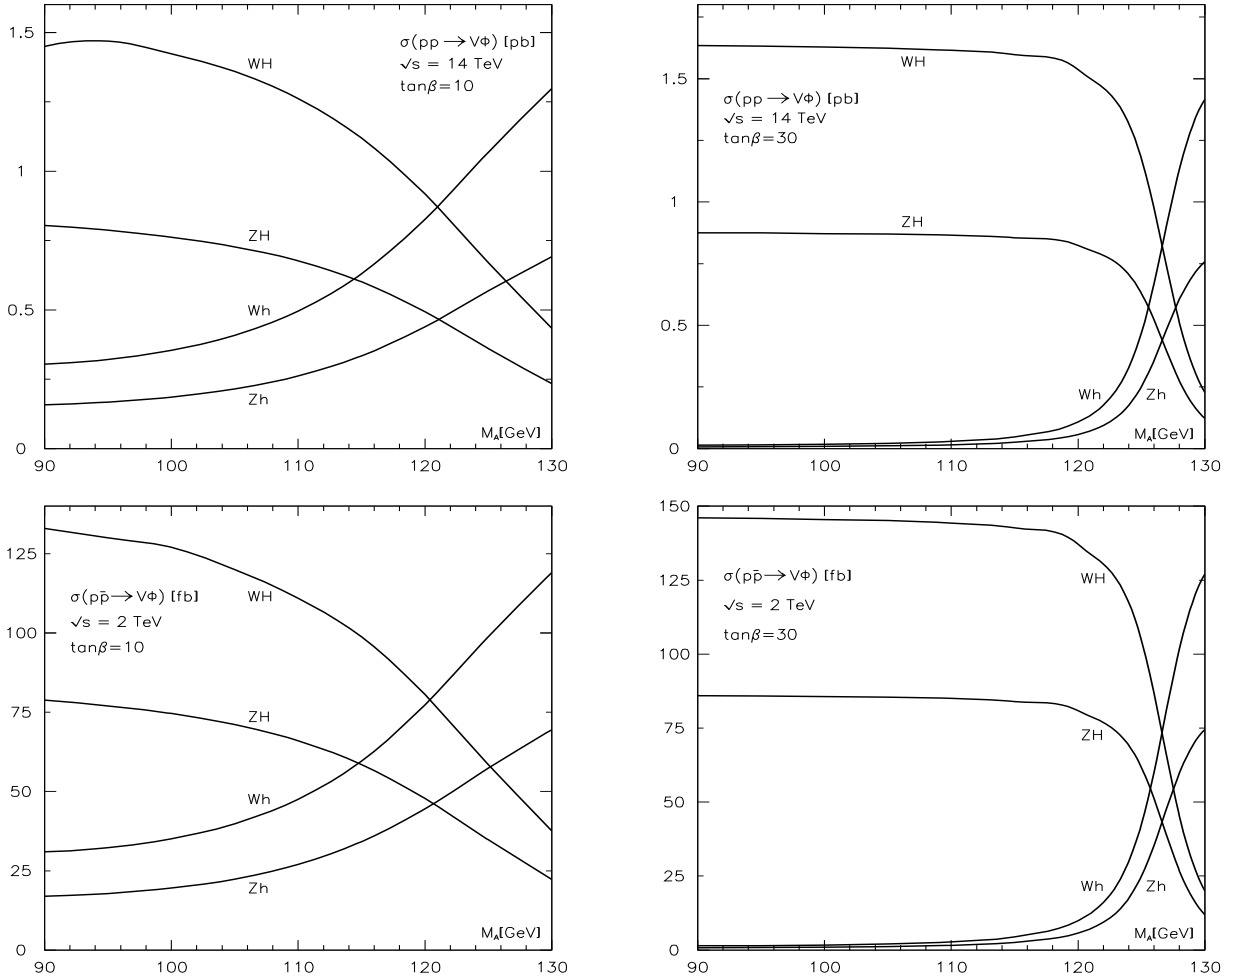 1.5
1
0.5
0
WH
ZH
Wh
Zh
σ(pp→VΦ) [pb]
√s = 14 TeV
tanβ=10
M_A[GeV]
90 100 110 120 130
1.5
1
0.5
0
WH
ZH
Wh
Zh
σ(pp→VΦ) [pb]
√s = 14 TeV
tanβ=30
M_A[GeV]
90 100 110 120 130
125
100
75
50
25
0
WH
ZH
Wh
Zh
σ(pp̄→VΦ) [fb]
√s = 2 TeV
tanβ=10
M_A[GeV]
90 100 110 120 130
150
125
100
75
50
25
0
σ(pp̄→VΦ) [fb]
√s = 2 TeV
tanβ=30
WH
ZH
Wh
Zh
M_A[GeV]
90 100 110 120 130